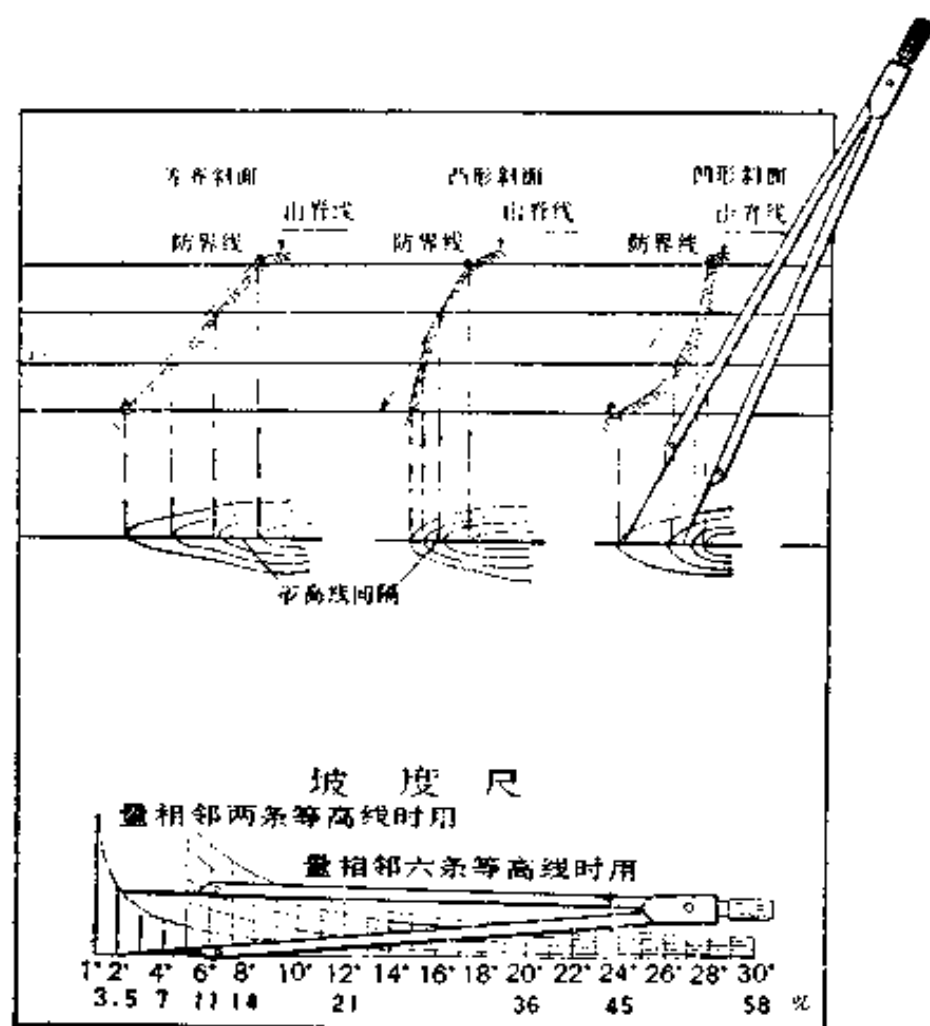 斜面 凸形斜面 凹形斜面
山脊线 山脊线 山脊线
防界线 防界线 防界线
高线间隔
坡 度 尺
量相邻两条等高线时用
量相邻六条等高线时用
1° 2° 4° 6° 8° 10° 12° 14° 16° 18° 20° 22° 24° 26° 28° 30°
3.5 7 11 14 21 36 45 58 %